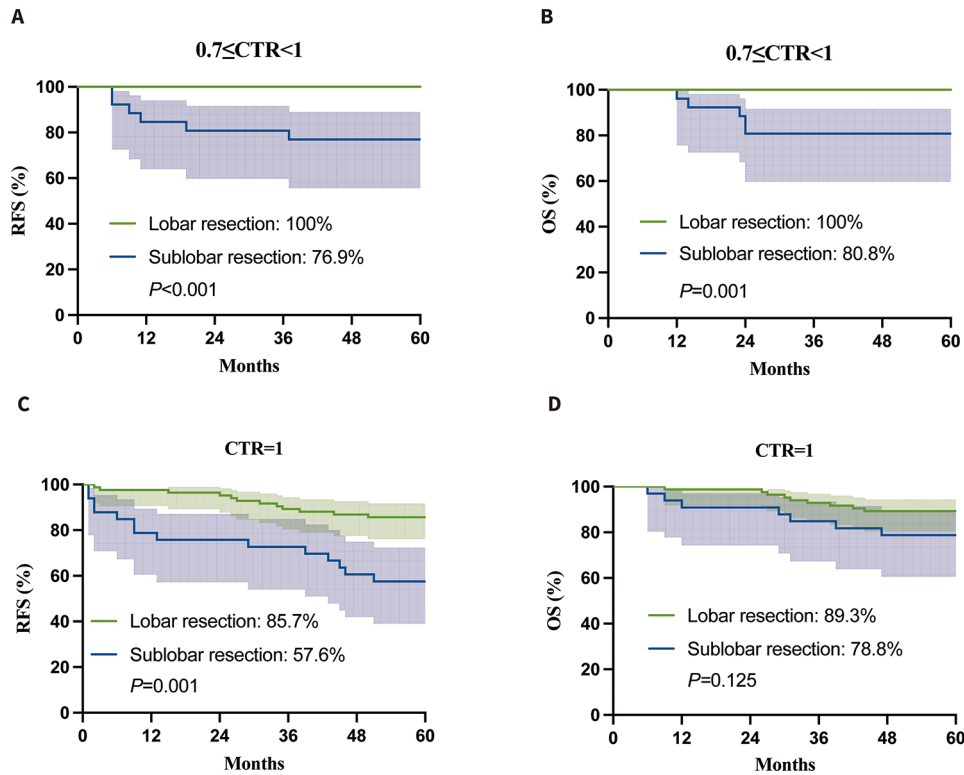 A
0.7≤CTR<1
RFS (%)
100
80
60
40
20
0
Lobar resection: 100%
Sublobar resection: 76.9%
P<0.001
0 12 24 36 48 60
Months
B
0.7≤CTR<1
OS (%)
100
80
60
40
20
0
Lobar resection: 100%
Sublobar resection: 80.8%
P=0.001
0 12 24 36 48 60
Months
C
CTR=1
RFS (%)
100
80
60
40
20
0
Lobar resection: 85.7%
Sublobar resection: 57.6%
P=0.001
0 12 24 36 48 60
Months
D
CTR=1
OS (%)
100
80
60
40
20
0
Lobar resection: 89.3%
Sublobar resection: 78.8%
P=0.125
0 12 24 36 48 60
Months